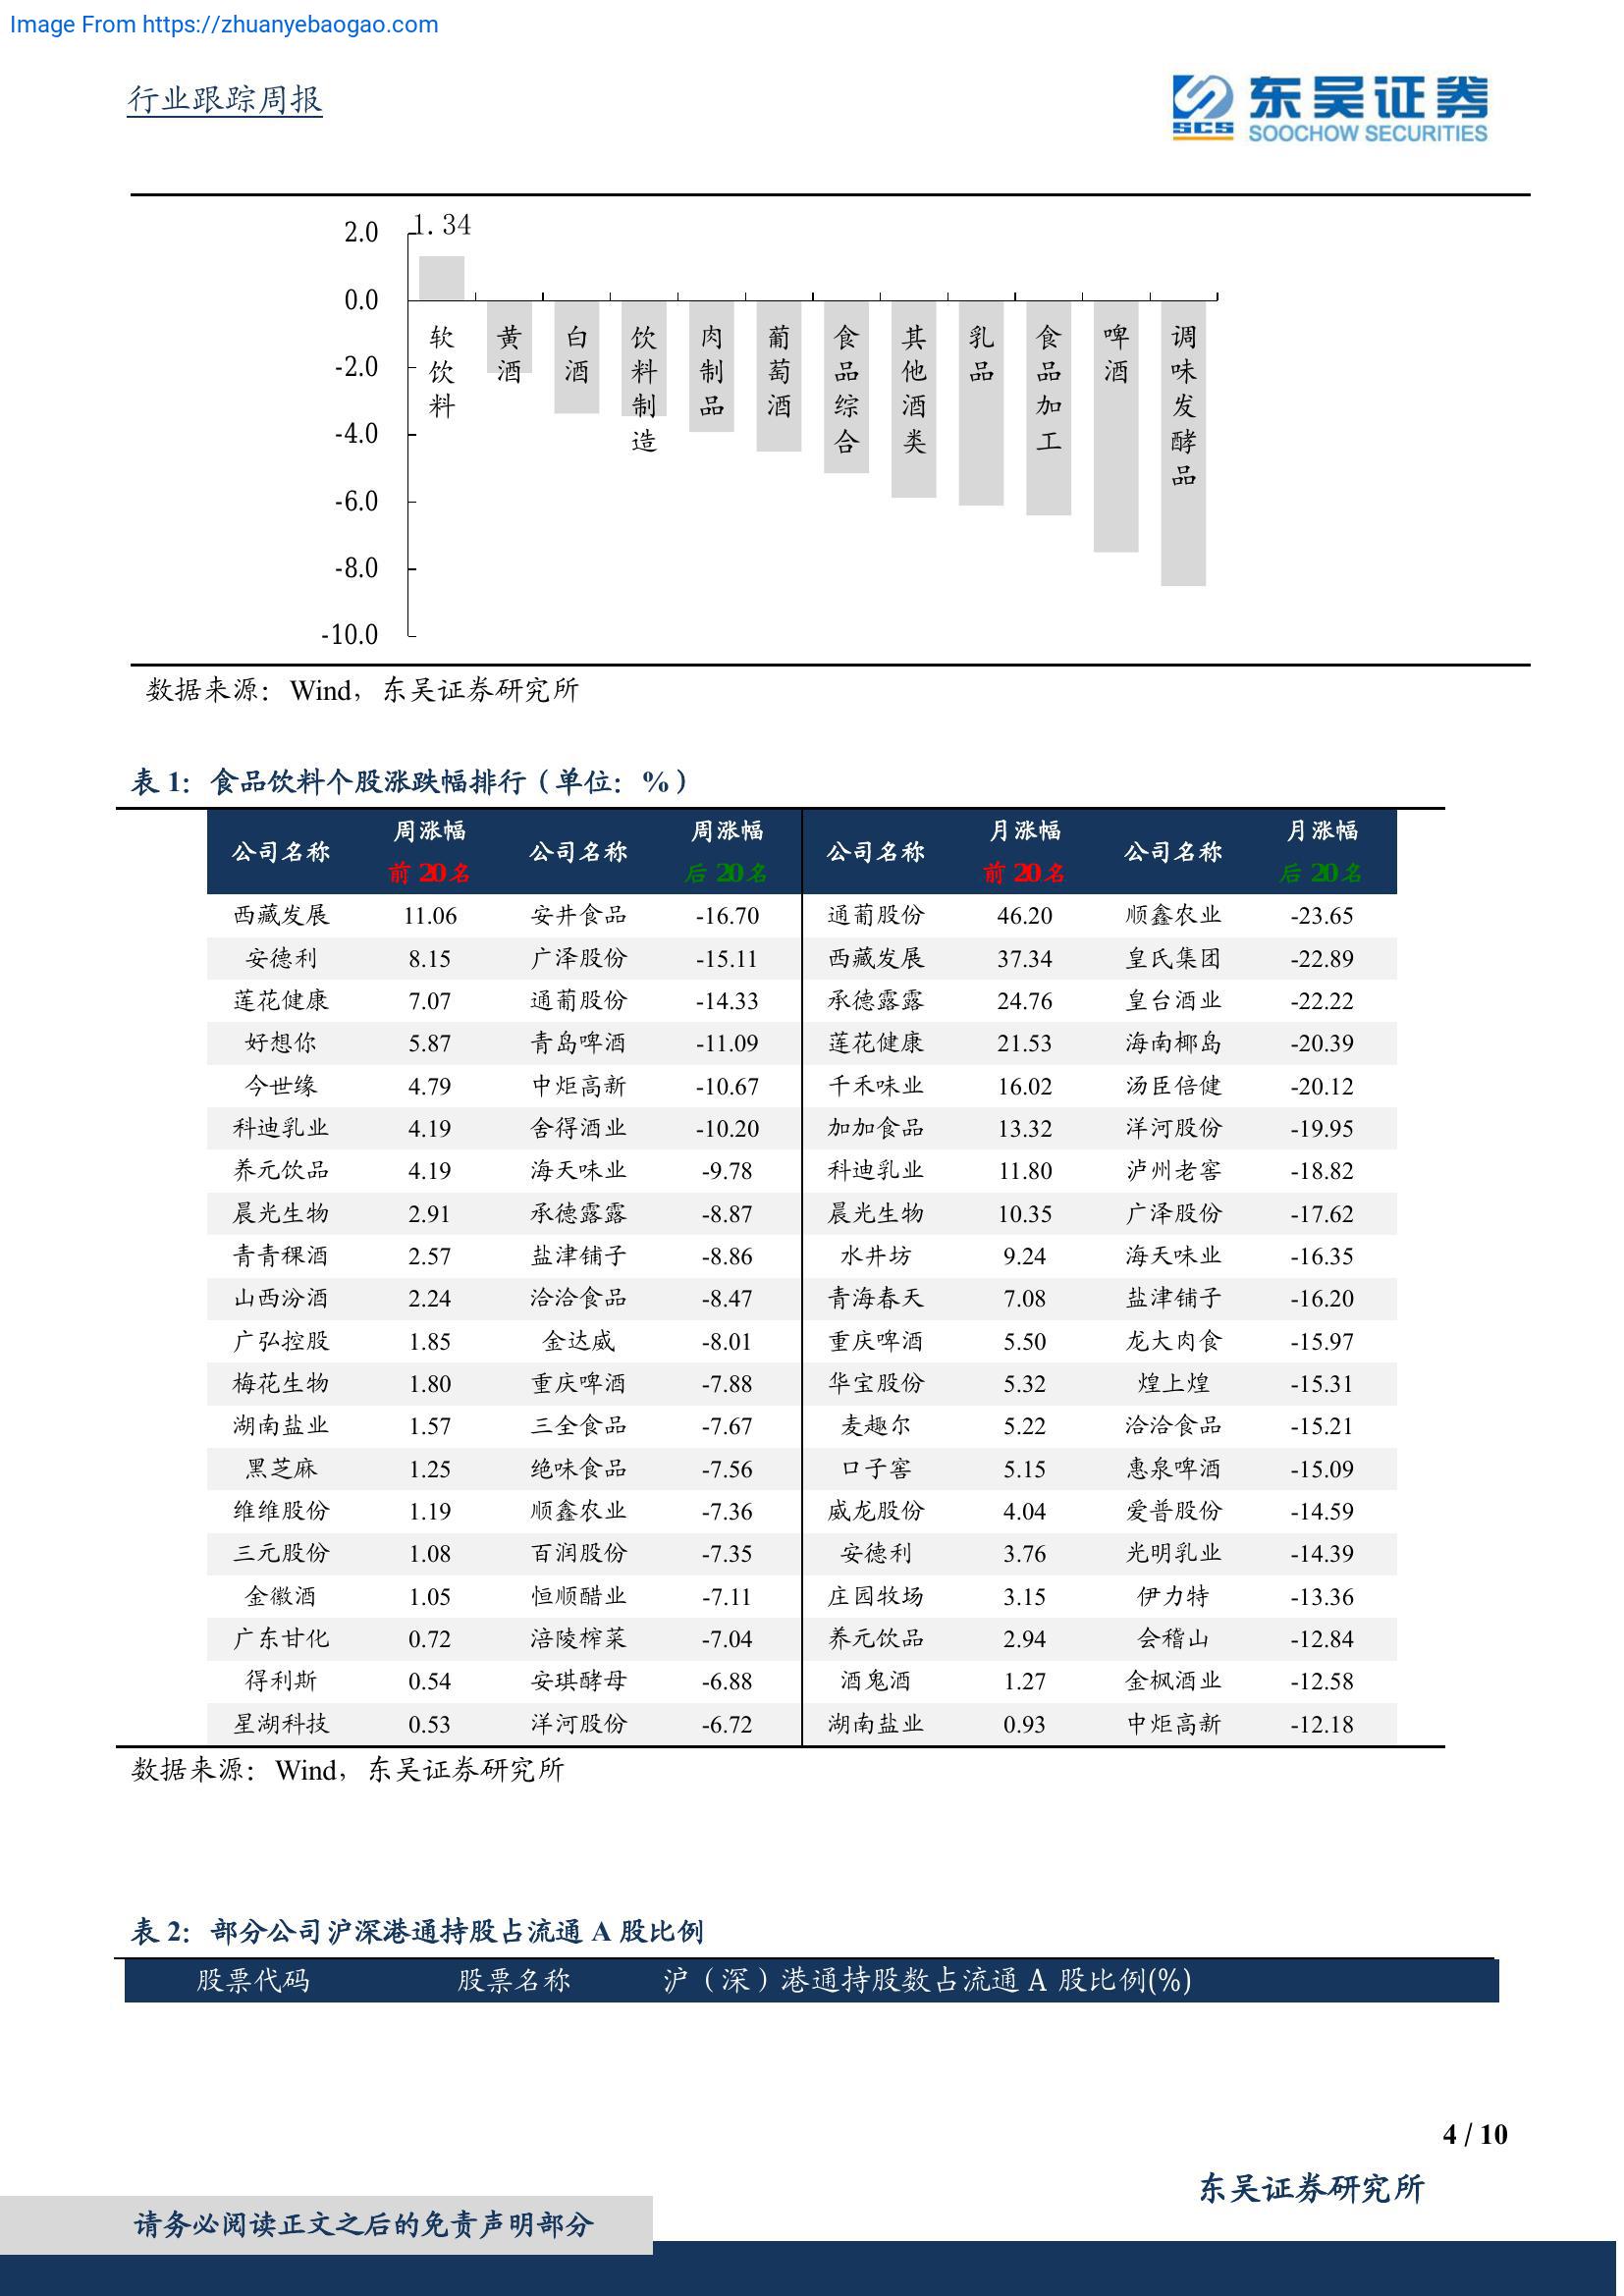 Image From https://zhuanyebaogao.com
行业跟踪周报
东吴证券
SCS
SOOCHOW SECURITIES
1.34
2.0
0.0
-2.0
-4.0
-6.0
-8.0
-10.0
软饮料
黄酒
白酒
饮料制造
肉制品
葡萄酒
食品综合
其他酒类
乳品
食品加工
啤酒
调味发酵品
数据来源：Wind，东吴证券研究所
表 1：食品饮料个股涨跌幅排行（单位：%）
公司名称 周涨幅 前 20名 公司名称 周涨幅 后 20名 公司名称 月涨幅 前 20名 公司名称 月涨幅 后 20名
西藏发展 11.06 安井食品 -16.70 通葡股份 46.20 顺鑫农业 -23.65
安德利 8.15 广泽股份 -15.11 西藏发展 37.34 皇氏集团 -22.89
莲花健康 7.07 通葡股份 -14.33 承德露露 24.76 皇台酒业 -22.22
好想你 5.87 青岛啤酒 -11.09 莲花健康 21.53 海南椰岛 -20.39
今世缘 4.79 中炬高新 -10.67 千禾味业 16.02 汤臣倍健 -20.12
科迪乳业 4.19 舍得酒业 -10.20 加加食品 13.32 洋河股份 -19.95
养元饮品 4.19 海天味业 -9.78 科迪乳业 11.80 泸州老窖 -18.82
晨光生物 2.91 承德露露 -8.87 晨光生物 10.35 广泽股份 -17.62
青青稞酒 2.57 盐津铺子 -8.86 水井坊 9.24 海天味业 -16.35
山西汾酒 2.24 洽洽食品 -8.47 青海春天 7.08 盐津铺子 -16.20
广弘控股 1.85 金达威 -8.01 重庆啤酒 5.50 龙大肉食 -15.97
梅花生物 1.80 重庆啤酒 -7.88 华宝股份 5.32 煌上煌 -15.31
湖南盐业 1.57 三全食品 -7.67 麦趣尔 5.22 洽洽食品 -15.21
黑芝麻 1.25 绝味食品 -7.56 口子窖 5.15 惠泉啤酒 -15.09
维维股份 1.19 顺鑫农业 -7.36 威龙股份 4.04 爱普股份 -14.59
三元股份 1.08 百润股份 -7.35 安德利 3.76 光明乳业 -14.39
金徽酒 1.05 恒顺醋业 -7.11 庄园牧场 3.15 伊力特 -13.36
广东甘化 0.72 涪陵榨菜 -7.04 养元饮品 2.94 会稽山 -12.84
得利斯 0.54 安琪酵母 -6.88 酒鬼酒 1.27 金枫酒业 -12.58
星湖科技 0.53 洋河股份 -6.72 湖南盐业 0.93 中炬高新 -12.18
数据来源：Wind，东吴证券研究所
表 2：部分公司沪深港通持股占流通 A 股比例
股票代码 股票名称 沪（深）港通持股数占流通 A 股比例(%)
4 / 10
东吴证券研究所
请务必阅读正文之后的免责声明部分